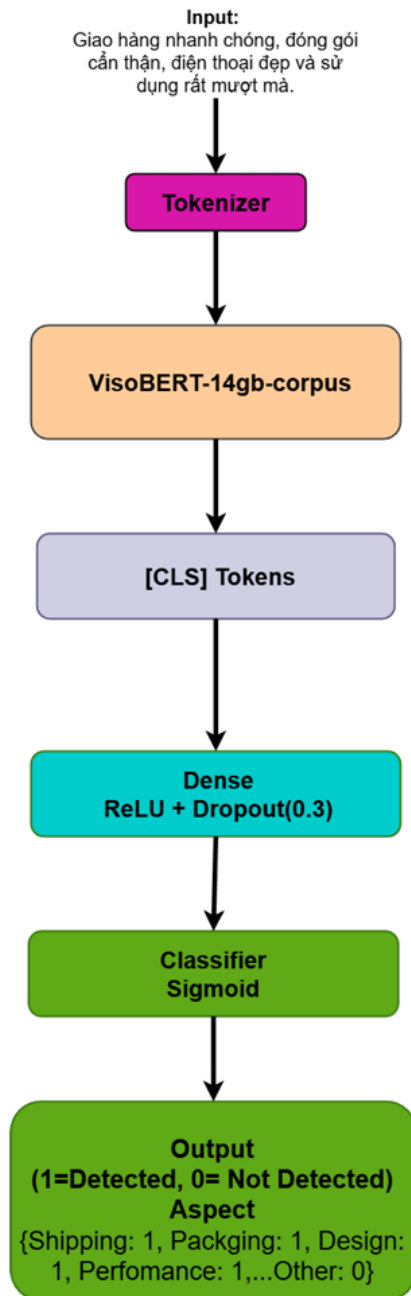 Input:
Giao hàng nhanh chóng, đóng gói
cẩn thận, điện thoại đẹp và sử
dụng rất mượt mà.
Tokenizer
VisoBERT-14gb-corpus
[CLS] Tokens
Dense
ReLU + Dropout(0.3)
Classifier
Sigmoid
Output
(1=Detected, 0= Not Detected)
Aspect
{Shipping: 1, Packging: 1, Design:
1, Perfomance: 1,...Other: 0}